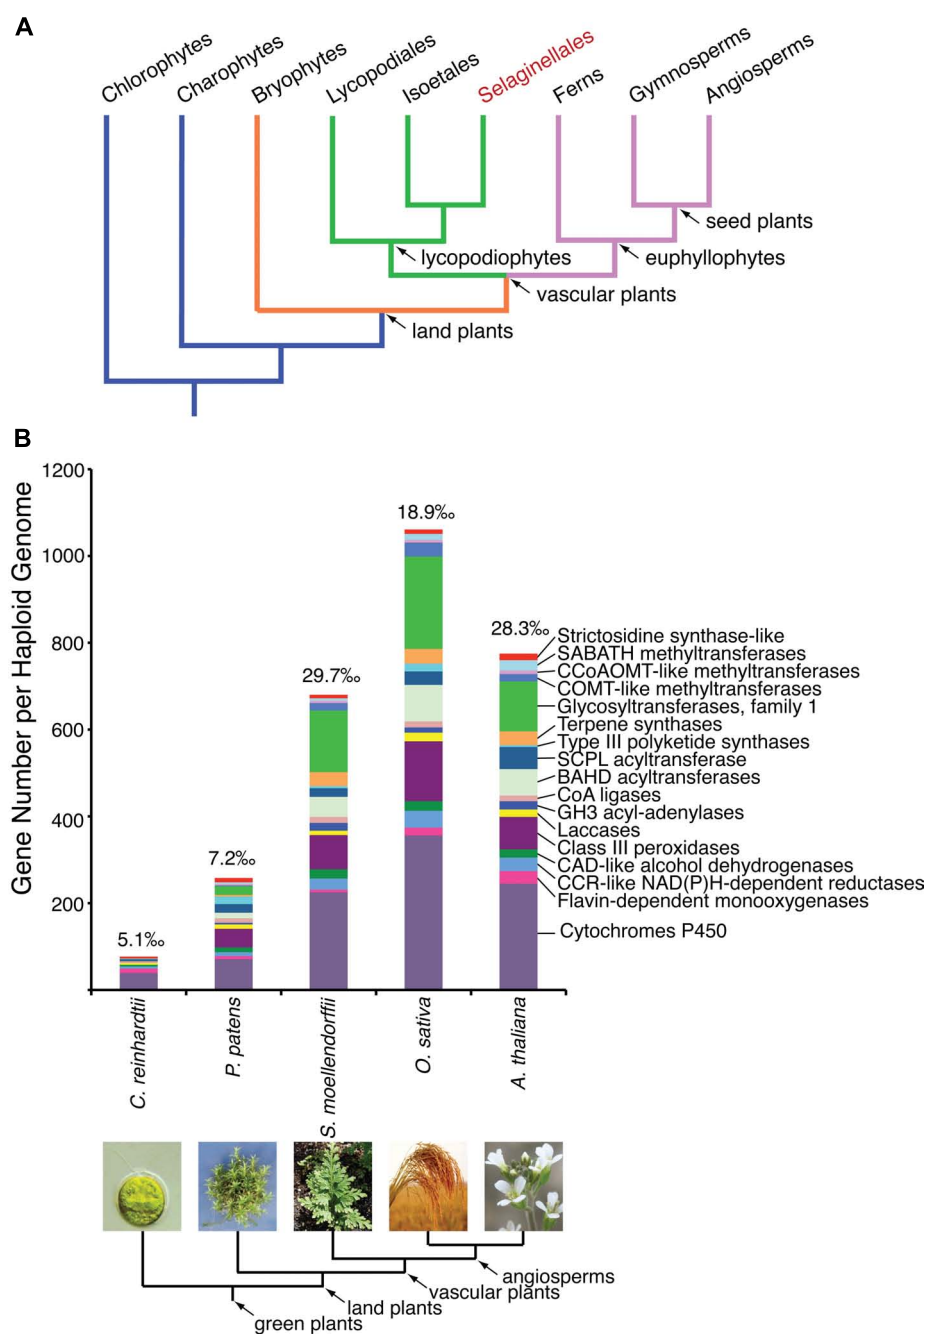 A
Chlorophytes
Charophytes
Bryophytes
Lycopodiales
Isoetales
Selaginellales
Ferns
Gymnosperms
Angiosperms
seed plants
lycopodiophytes
euphyllophytes
vascular plants
land plants
B
Gene Number per Haploid Genome
1200
1000
800
600
400
200
5.1‰
7.2‰
29.7‰
18.9‰
28.3‰
Strictosidine synthase-like
SABATH methyltransferases
CCoAOMT-like methyltransferases
COMT-like methyltransferases
Glycosyltransferases, family 1
Terpene synthases
Type III polyketide synthases
SCPL acyltransferase
BAHD acyltransferases
CoA ligases
GH3 acyl-adenylases
Laccases
Class III peroxidases
CAD-like alcohol dehydrogenases
CCR-like NAD(P)H-dependent reductases
Flavin-dependent monooxygenases
Cytochromes P450
C. reinhardtii
P. patens
S. moellendorffii
O. sativa
A. thaliana
angiosperms
vascular plants
land plants
green plants